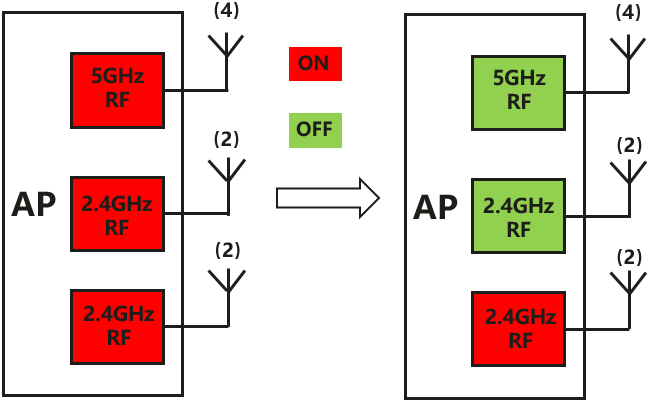 (4)
5GHz
RF
(2)
AP
2.4GHz
RF
(2)
2.4GHz
RF
ON
OFF
(4)
5GHz
RF
(2)
AP
2.4GHz
RF
(2)
2.4GHz
RF